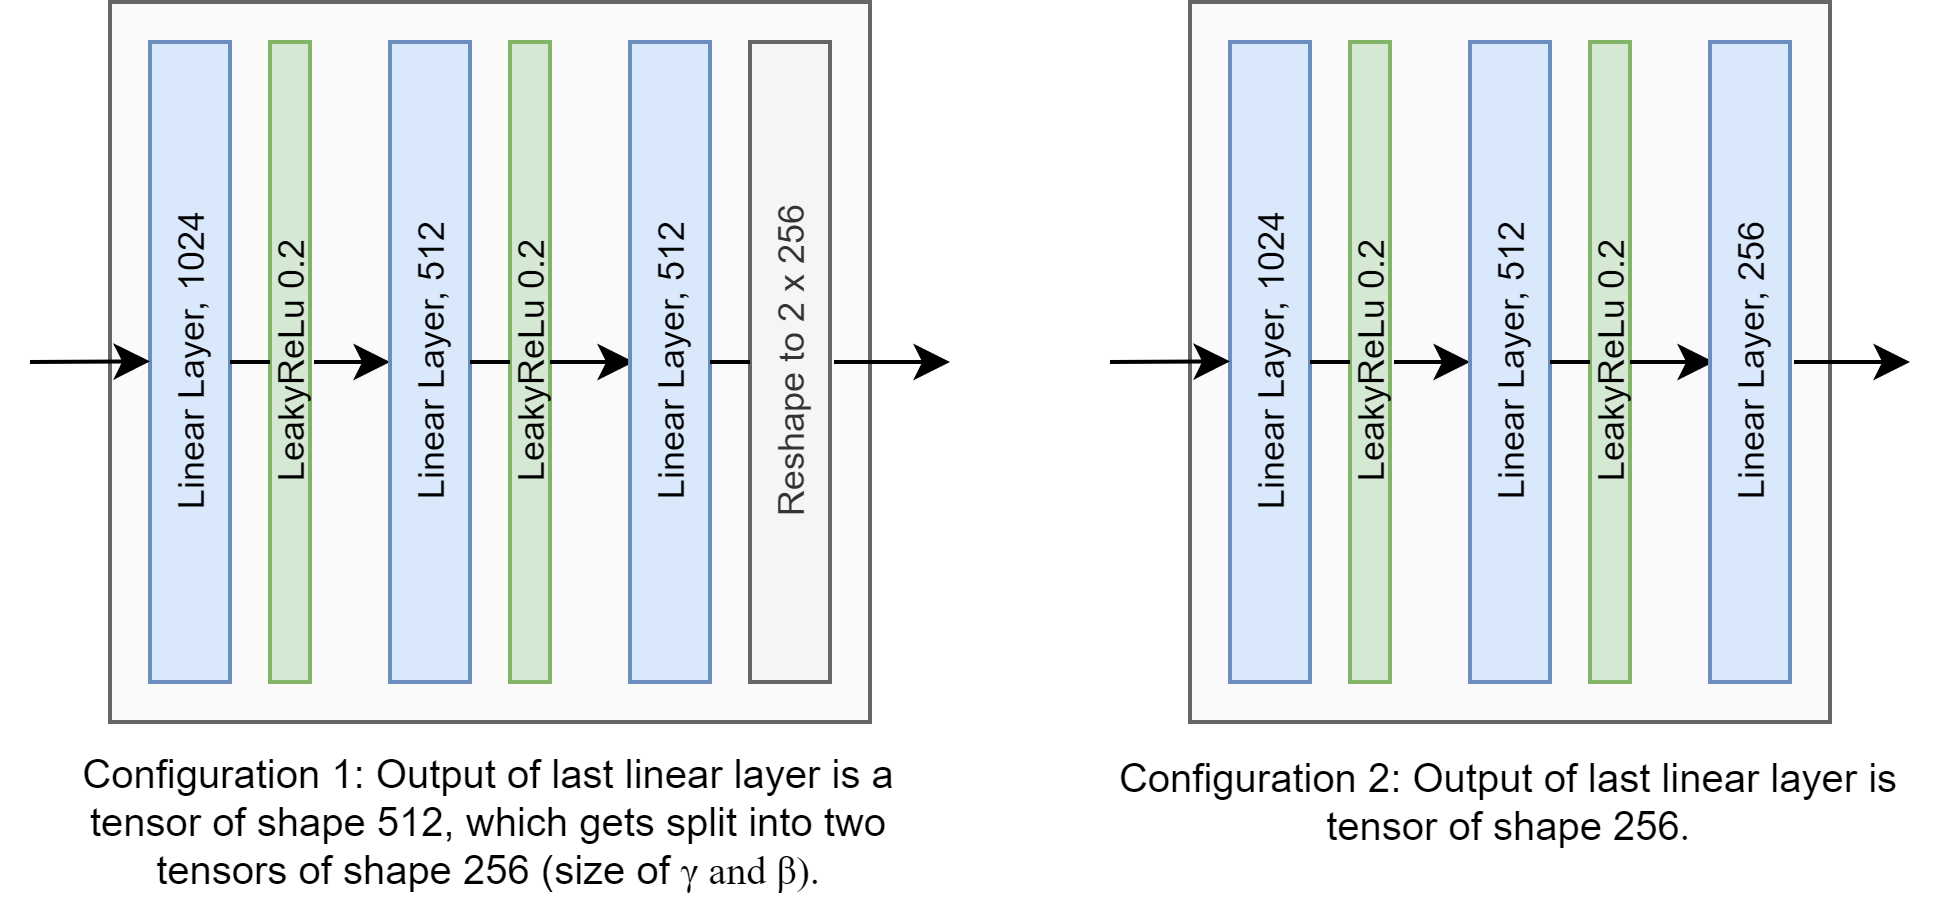 Linear Layer, 1024
LeakyReLu 0.2
Linear Layer, 512
LeakyReLu 0.2
Linear Layer, 512
Reshape to 2 x 256
Configuration 1: Output of last linear layer is a
tensor of shape 512, which gets split into two
tensors of shape 256 (size of γ and β).
Linear Layer, 1024
LeakyReLu 0.2
Linear Layer, 512
LeakyReLu 0.2
Linear Layer, 256
Configuration 2: Output of last linear layer is
tensor of shape 256.